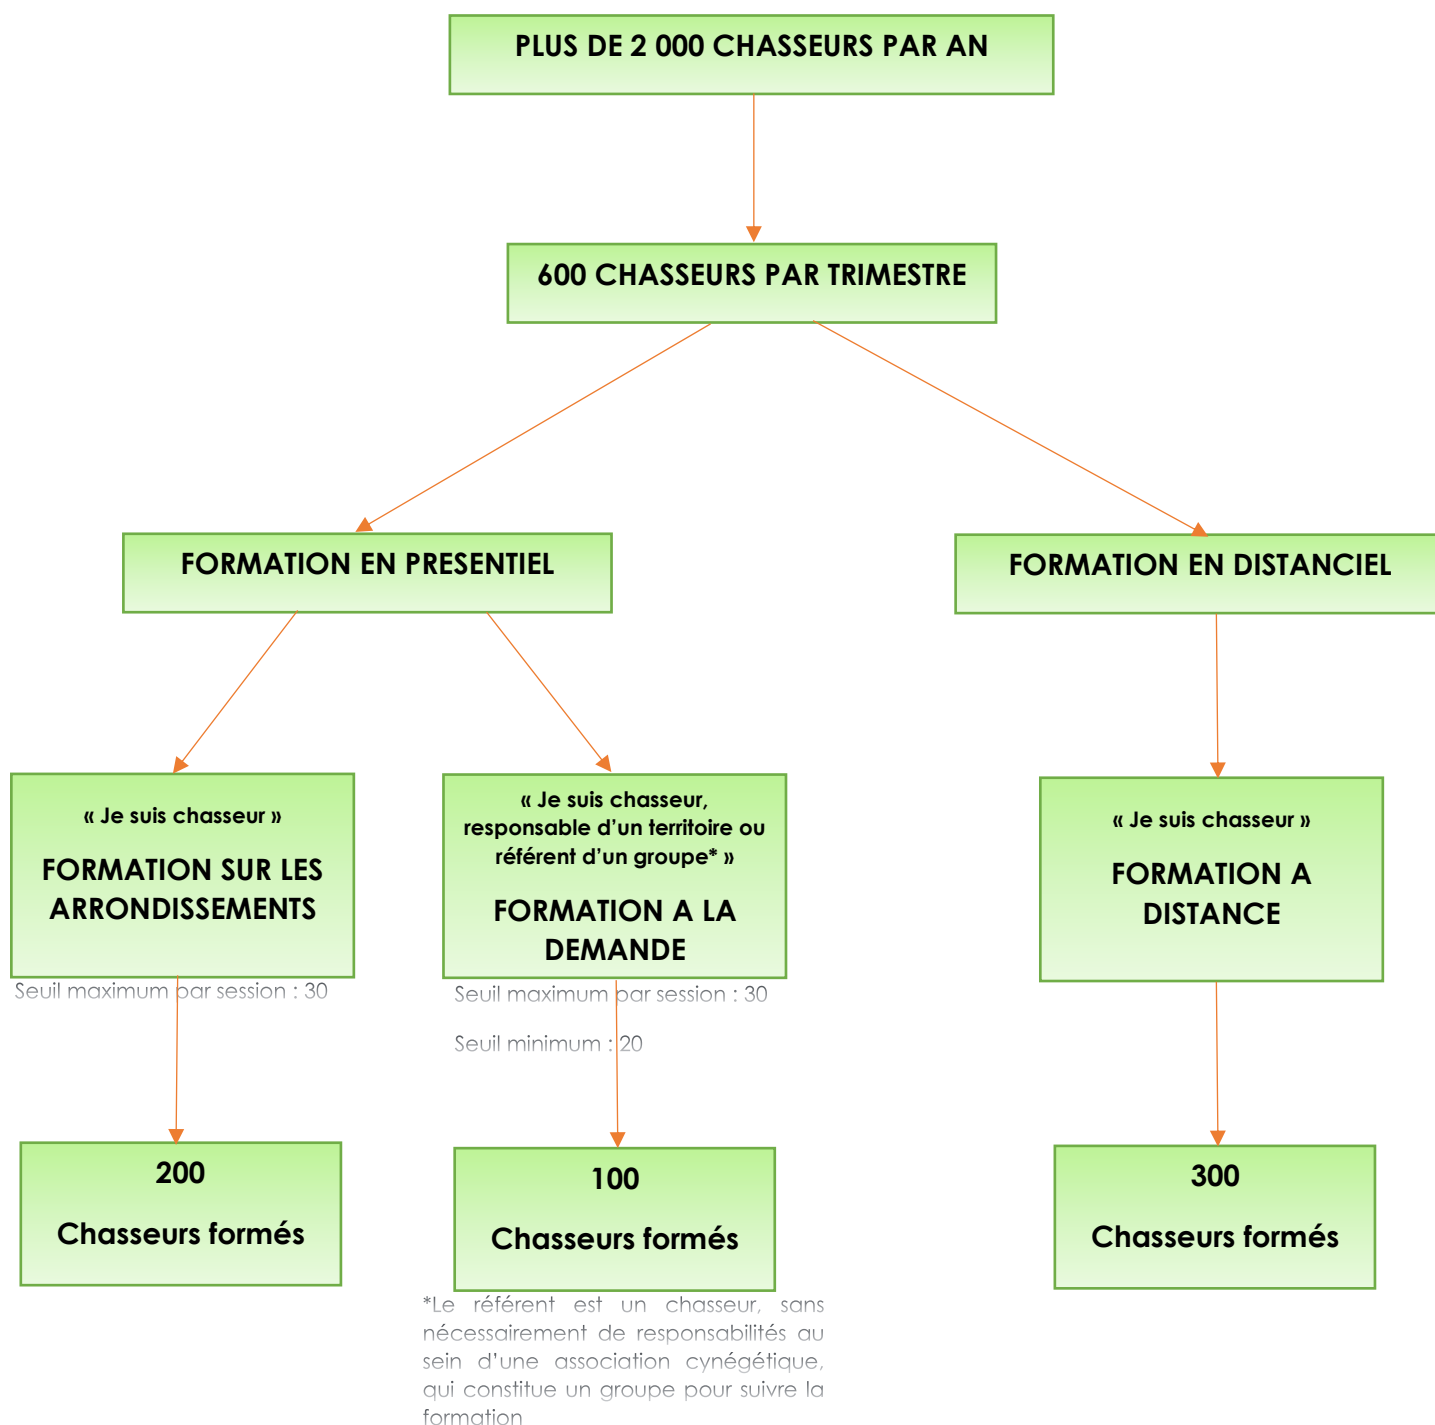 PLUS DE 2 000 CHASSEURS PAR AN
600 CHASSEURS PAR TRIMESTRE
FORMATION EN PRESENTIEL
FORMATION EN DISTANCIEL
« Je suis chasseur »
FORMATION SUR LES
ARRONDISSEMENTS
Seuil maximum par session : 30
« Je suis chasseur,
responsable d’un territoire ou
référent d’un groupe* »
FORMATION A LA
DEMANDE
Seuil maximum par session : 30
Seuil minimum : 20
« Je suis chasseur »
FORMATION A
DISTANCE
200
Chasseurs formés
100
Chasseurs formés
300
Chasseurs formés
*Le référent est un chasseur, sans
nécessairement de responsabilités au
sein d’une association cynégétique,
qui constitue un groupe pour suivre la
formation